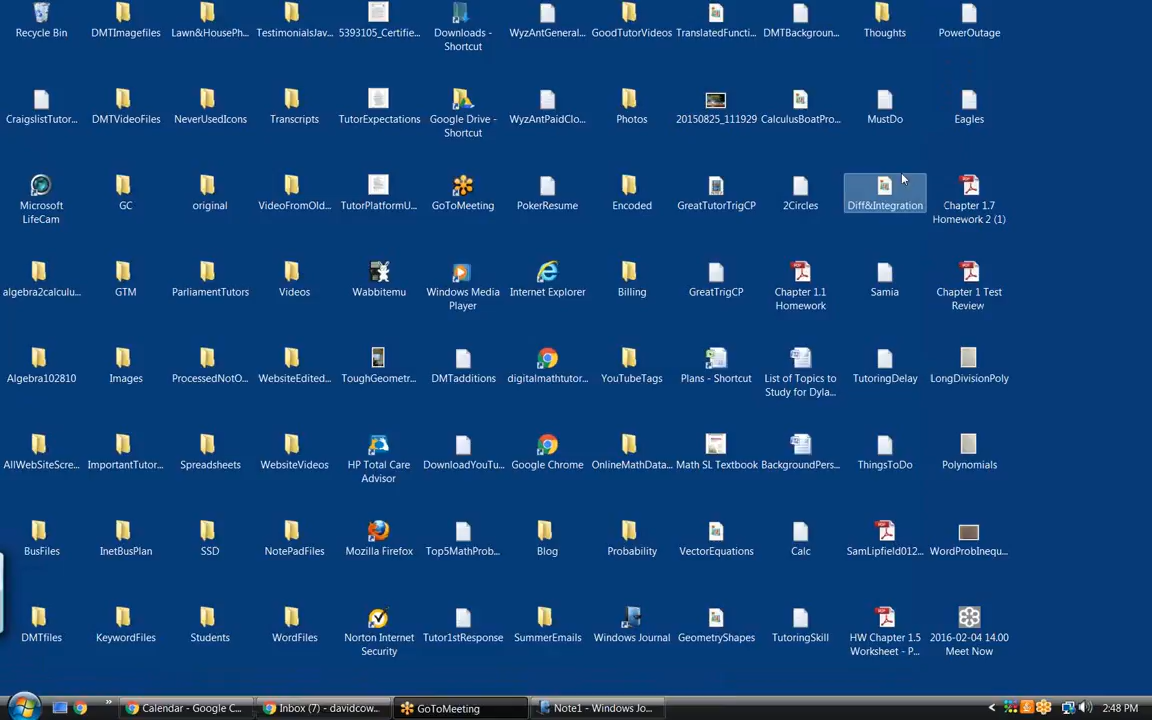 Recycle Bin
DMTImagefiles
Lawn&HousePh...
TestimonialsJav...
5393105_Certifie...
Downloads -
Shortcut
WyzAntGeneral...
GoodTutorVideos
TranslatedFuncti...
DMTBackgroun...
Thoughts
PowerOutage
CraigslistTutor...
DMTVideoFiles
NeverUsedIcons
Transcripts
TutorExpectations
Google Drive -
Shortcut
WyzAntPaidClo...
Photos
20150825_111929
CalculusBoatPro...
MustDo
Eagles
Microsoft
LifeCam
GC
original
VideoFromOld...
TutorPlatformU...
GoToMeeting
PokerResume
Encoded
GreatTutorTrigCP
2Circles
Diff&Integration
Chapter 1.7
Homework 2 (1)
algebra2calculu...
GTM
ParliamentTutors
Videos
Wabbitemu
Windows Media
Player
Internet Explorer
Billing
GreatTrigCP
Chapter 1.1
Homework
Samia
Chapter 1 Test
Review
Algebra102810
Images
ProcessedNotO...
WebsiteEdited...
ToughGeometr...
DMTadditions
digitalmathtutor...
YouTubeTags
Plans - Shortcut
List of Topics to
Study for Dyla...
TutoringDelay
LongDivisionPoly
AllWebSiteScre...
ImportantTutor...
Spreadsheets
WebsiteVideos
HP Total Care
Advisor
DownloadYouTu...
Google Chrome
OnlineMathData...
Math SL Textbook
BackgroundPers...
ThingsToDo
Polynomials
BusFiles
InetBusPlan
SSD
NotePadFiles
Mozilla Firefox
Top5MathProb...
Blog
Probability
VectorEquations
Calc
SamLipfield012...
WordProbInequ...
DMTfiles
KeywordFiles
Students
WordFiles
Norton Internet
Security
Tutor1stResponse
SummerEmails
Windows Journal
GeometryShapes
TutoringSkill
HW Chapter 1.5
Worksheet - P...
2016-02-04 14.00
Meet Now
Calendar - Google C...
Inbox (7) - davidcow...
GoToMeeting
Note1 - Windows Jo...
2:48 PM